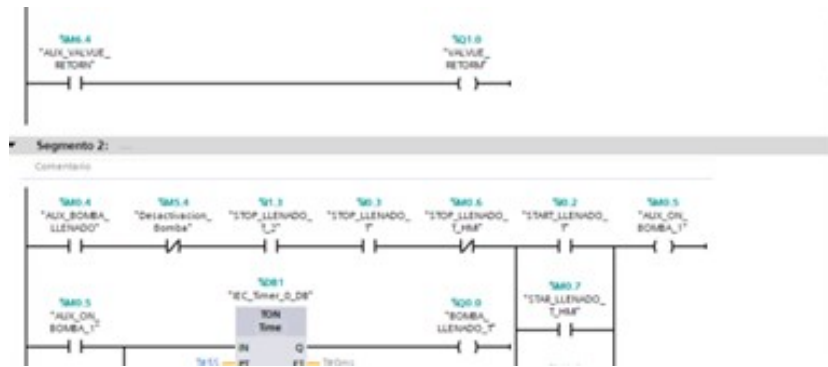 %M6.4
"AUX_VALVUE_
RETORN"
%Q1.0
"VALVUE_
RETORN"
Segmento 2:
Comentario
%M0.4
"AUX_BOMBA_
LLENADO"
%M5.4
"Desactivacion_
Bomba"
%I1.3
"STOP_LLENADO_
T_2"
%I0.3
"STOP_LLENADO_
T"
%M0.6
"STOP_LLENADO_
T_HMI"
%I0.2
"START_LLENADO_
T"
%M0.5
"AUX_ON_
BOMBA_1"
%M0.5
"AUX_ON_
BOMBA_1"
%DB1
"IEC_Timer_0_DB"
TON
Time
IN
Q
%Q0.0
"BOMBA_
LLENADO_T"
%M0.7
"STAR_LLENADO_
T_HMI"
PT
ET